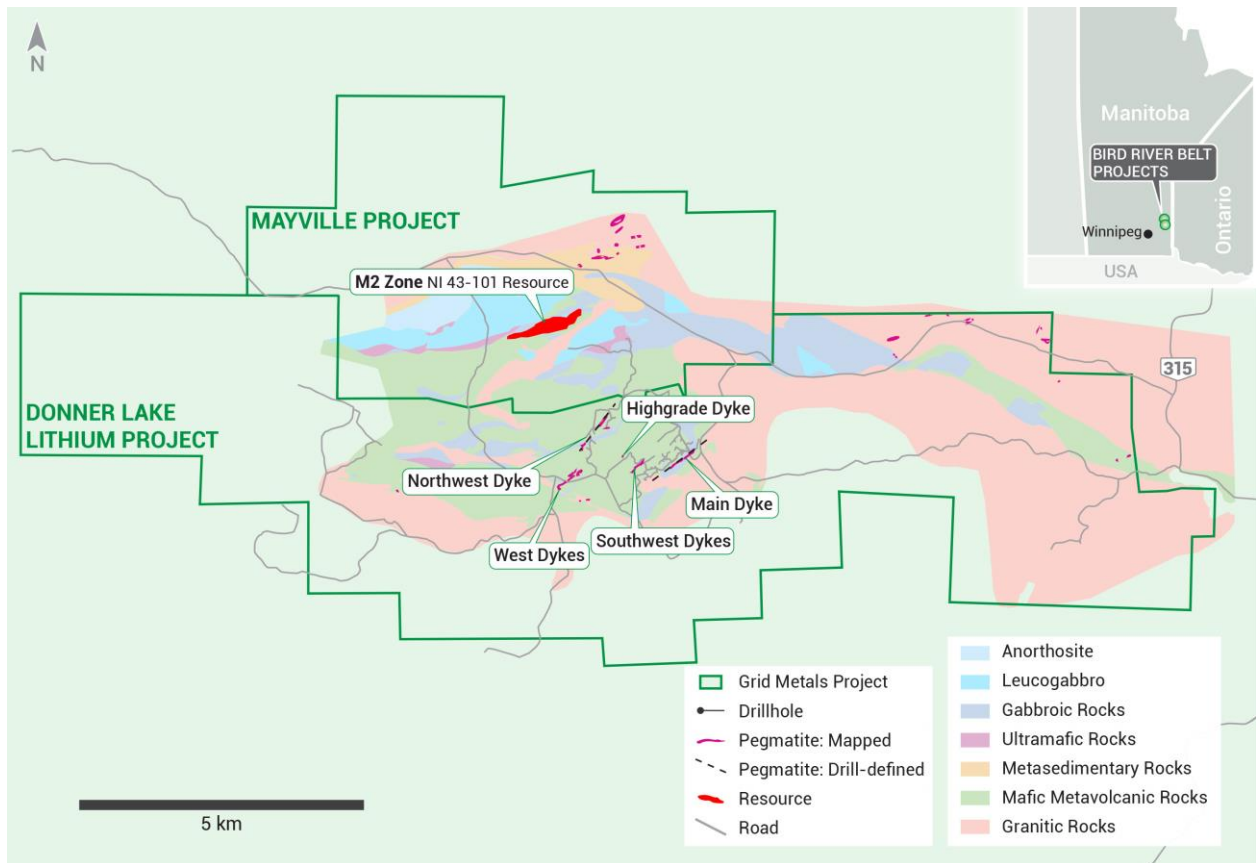 N
Manitoba
BIRD RIVER BELT
PROJECTS
Ontario
Winnipeg
USA
MAYVILLE PROJECT
M2 Zone NI 43-101 Resource
315
DONNER LAKE
LITHIUM PROJECT
Highgrade Dyke
Northwest Dyke
Main Dyke
Southwest Dykes
West Dykes
Grid Metals Project
Drillhole
Pegmatite: Mapped
Pegmatite: Drill-defined
Resource
Road
Anorthosite
Leucogabbro
Gabbroic Rocks
Ultramafic Rocks
Metasedimentary Rocks
Mafic Metavolcanic Rocks
Granitic Rocks
5 km